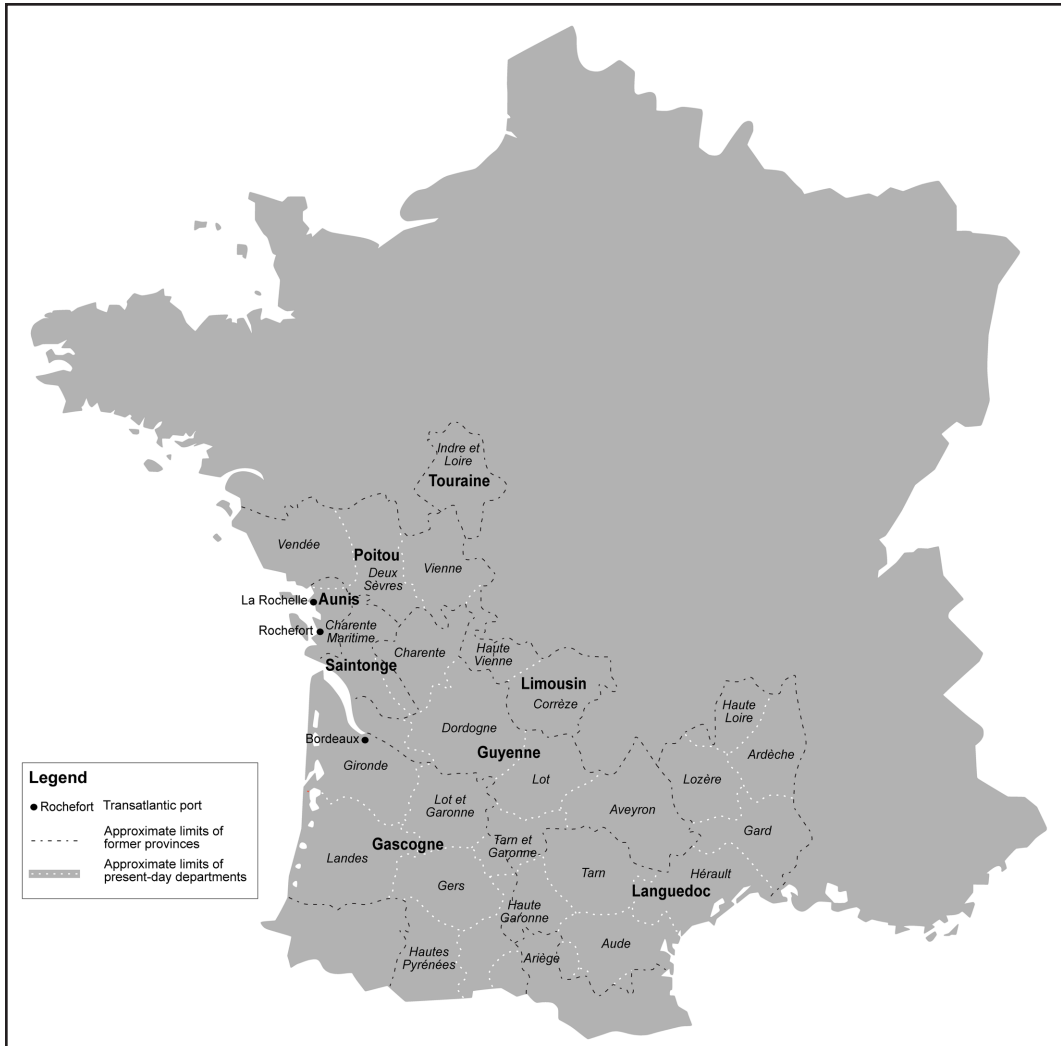 Indre et
Loire
Touraine
Vendée
Poitou
Deux
Sèvres
Vienne
La Rochelle
Aunis
Rochefort
Charente
Maritime
Charente
Haute
Vienne
Saintonge
Limousin
Corrèze
Haute
Loire
Dordogne
Bordeaux
Guyenne
Ardèche
Gironde
Lot
Lozère
Lot et
Garonne
Aveyron
Gard
Gascogne
Tarn et
Garonne
Landes
Tarn
Hérault
Gers
Languedoc
Haute
Garonne
Aude
Hautes
Pyrénées
Ariège
Legend
Rochefort Transatlantic port
Approximate limits of
former provinces
Approximate limits of
present-day departments